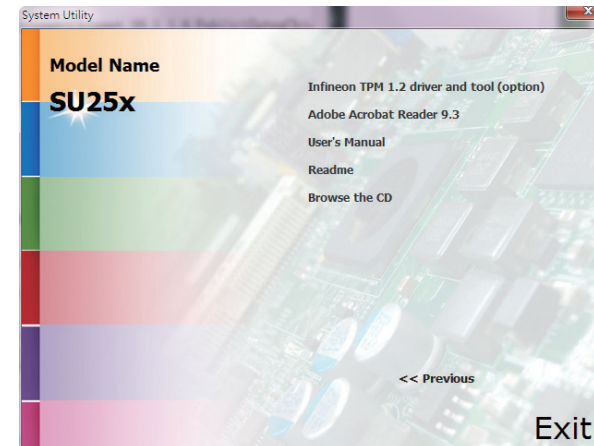 System Utility
Model Name
SU25x
Infineon TPM 1.2 driver and tool (option)
Adobe Acrobat Reader 9.3
User's Manual
Readme
Browse the CD
<< Previous
Exit